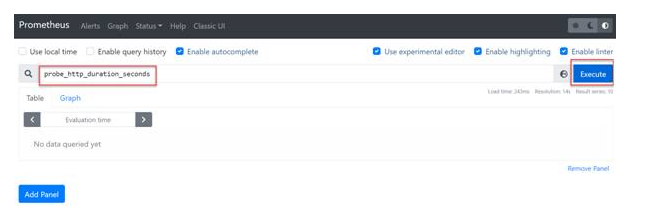 Prometheus Alerts Graph Status Help Classic UI
Use local time Enable query history Enable autocomplete Use experimental editor Enable highlighting Enable linter
probe_http_duration_seconds Execute
Table Graph Load time: 243ms Resolution: 14s Result series: 10
< Evaluation time >
No data queried yet
Remove Panel
Add Panel